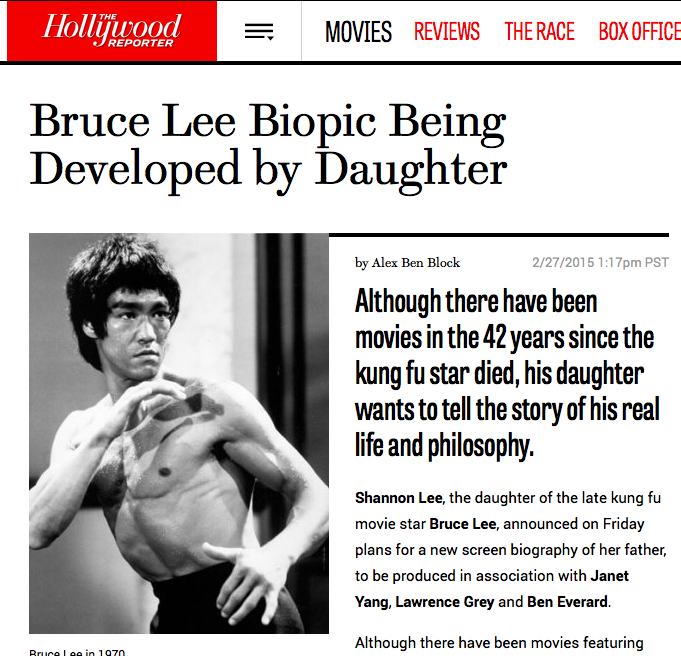 THE
Hollywood
REPORTER
MOVIES REVIEWS THE RACE BOX OFFICE
Bruce Lee Biopic Being
Developed by Daughter
by Alex Ben Block 2/27/2015 1:17pm PST
Although there have been
movies in the 42 years since the
kung fu star died, his daughter
wants to tell the story of his real
life and philosophy.
Shannon Lee, the daughter of the late kung fu
movie star Bruce Lee, announced on Friday
plans for a new screen biography of her father,
to be produced in association with Janet
Yang, Lawrence Grey and Ben Everard.
Bruce Lee in 1970
Although there have been movies featuring